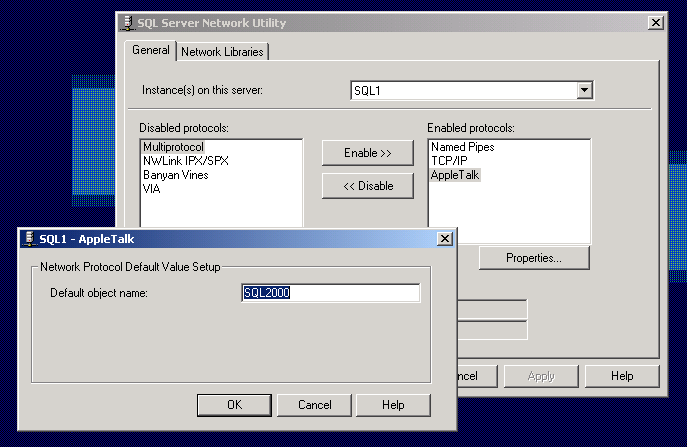 SQL Server Network Utility
General
Network Libraries
Instance(s) on this server:
SQL1
Disabled protocols:
Enabled protocols:
Multiprotocol
NWLink IPX/SPX
Banyan Vines
VIA
Enable >>
<< Disable
Named Pipes
TCP/IP
AppleTalk
Properties...
Apply
Help
SQL1 - AppleTalk
Network Protocol Default Value Setup
Default object name:
SQL2000
OK
Cancel
Help